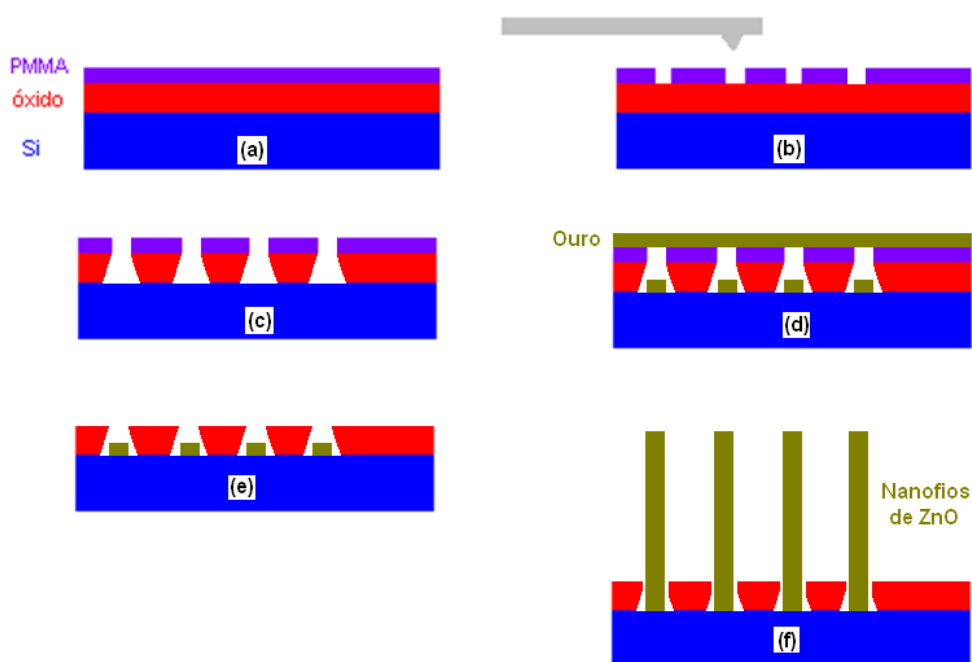 PMMA
óxido
Si
(a)
(b)
(c)
Ouro
(d)
(e)
Nanofios
de ZnO
(f)